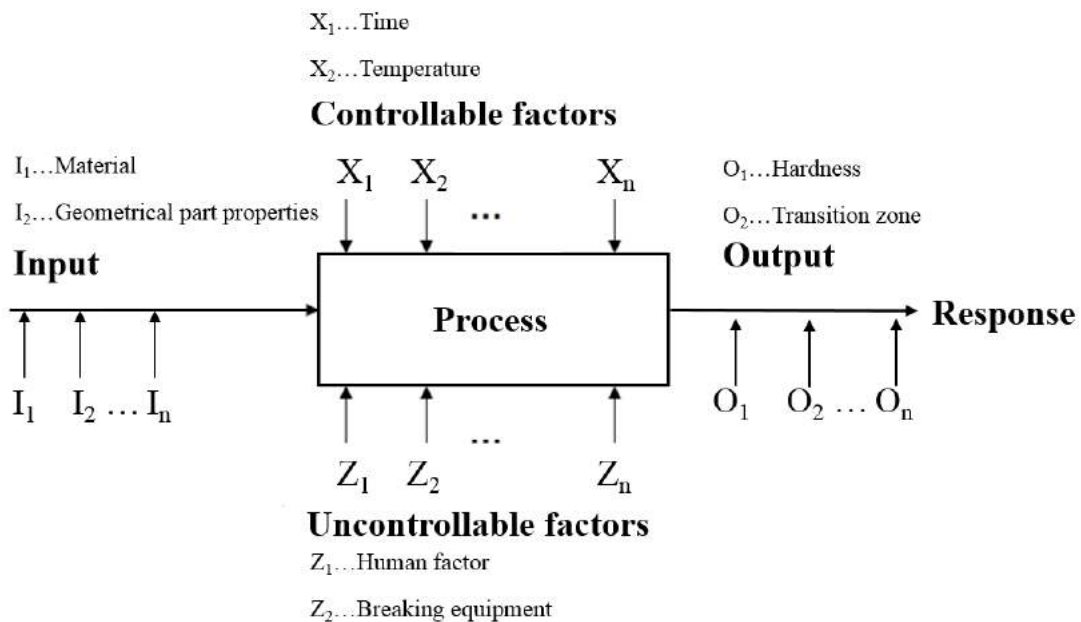 X₁...Time
X₂...Temperature
Controllable factors
I₁...Material
I₂...Geometrical part properties
Input
X₁ X₂ ... Xₙ
O₁...Hardness
O₂...Transition zone
Output
Process
Response
I₁ I₂ ... Iₙ
O₁ O₂ ... Oₙ
Z₁ Z₂ ... Zₙ
Uncontrollable factors
Z₁...Human factor
Z₂...Breaking equipment